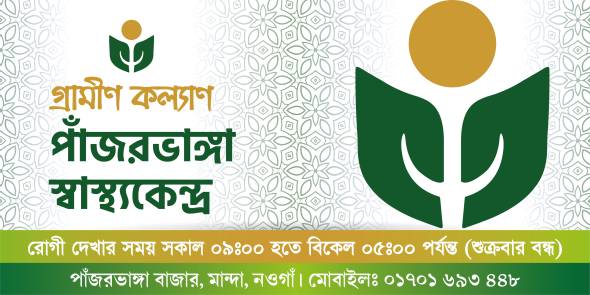 গ্রামীণ কল্যাণ
পাঁজরভাঙ্গা
স্বাস্থ্যকেন্দ্র
রোগী দেখার সময় সকাল ০৯ঃ০০ হতে বিকেল ০৫ঃ০০ পর্যন্ত (শুক্রবার বন্ধ)
পাঁজরভাঙ্গা বাজার, মান্দা, নওগাঁ। মোবাইলঃ ০১৭০১ ৬৯৩ ৪৪৮